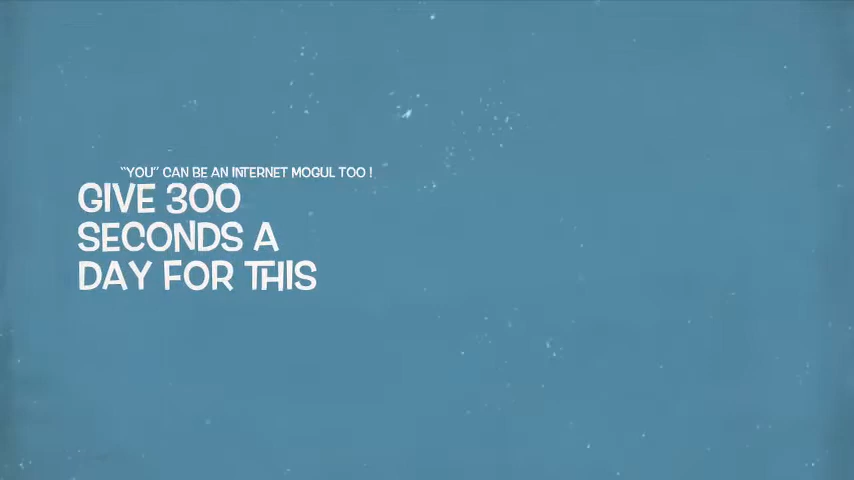 “YOU” CAN BE AN INTERNET MOGUL TOO !
GIVE 300
SECONDS A
DAY FOR THIS